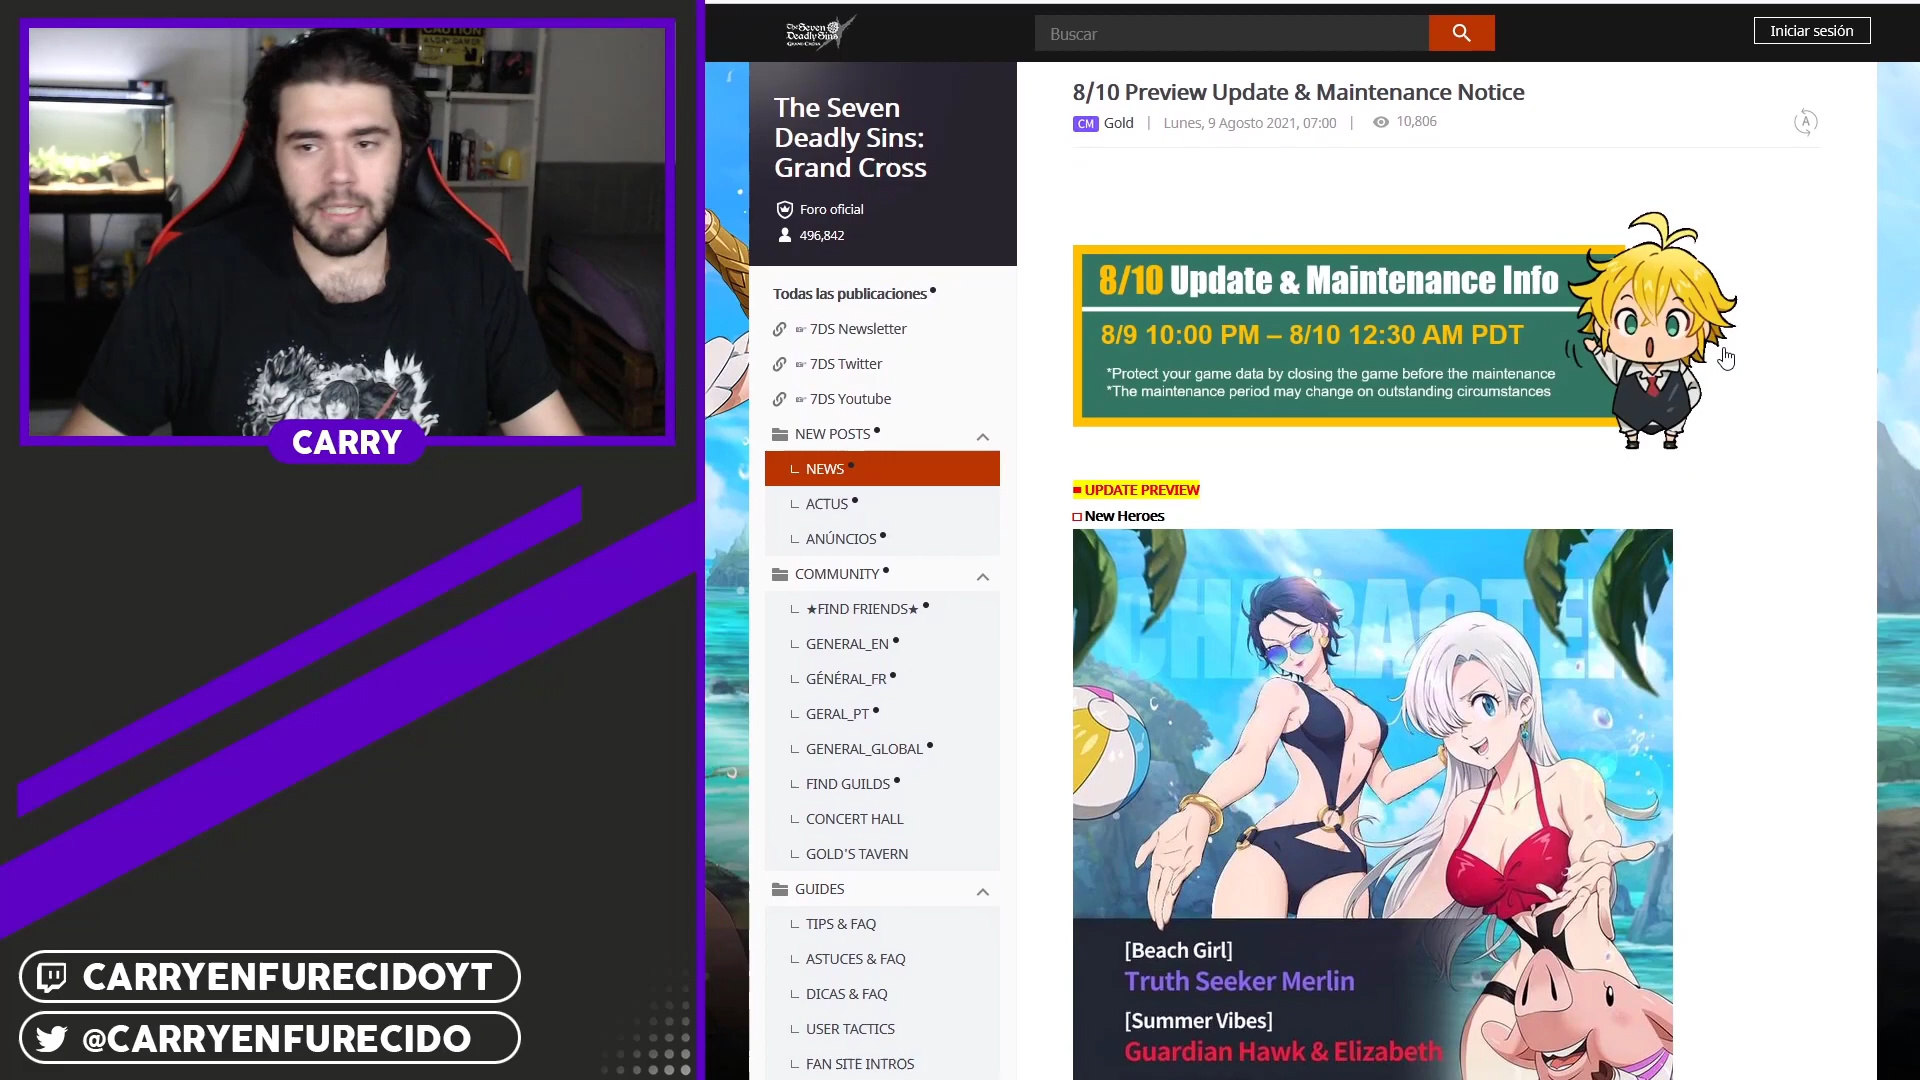 CAUTION
CARRY
CARRYENFURECIDOYT
@CARRYENFURECIDO
The Seven
Deadly Sins
GRAND CROSS
Buscar
Iniciar sesión
The Seven
Deadly Sins:
Grand Cross
Foro oficial
496,842
Todas las publicaciones
☞ 7DS Newsletter
☞ 7DS Twitter
☞ 7DS Youtube
NEW POSTS
NEWS
ACTUS
ANÚNCIOS
COMMUNITY
★FIND FRIENDS★
GENERAL_EN
GÉNÉRAL_FR
GERAL_PT
GENERAL_GLOBAL
FIND GUILDS
CONCERT HALL
GOLD'S TAVERN
GUIDES
TIPS & FAQ
ASTUCES & FAQ
DICAS & FAQ
USER TACTICS
FAN SITE INTROS
8/10 Preview Update & Maintenance Notice
CM Gold | Lunes, 9 Agosto 2021, 07:00 | 10,806
A
8/10 Update & Maintenance Info
8/9 10:00 PM – 8/10 12:30 AM PDT
*Protect your game data by closing the game before the maintenance
*The maintenance period may change on outstanding circumstances
■ UPDATE PREVIEW
□ New Heroes
CHARACTER
[Beach Girl]
Truth Seeker Merlin
[Summer Vibes]
Guardian Hawk & Elizabeth